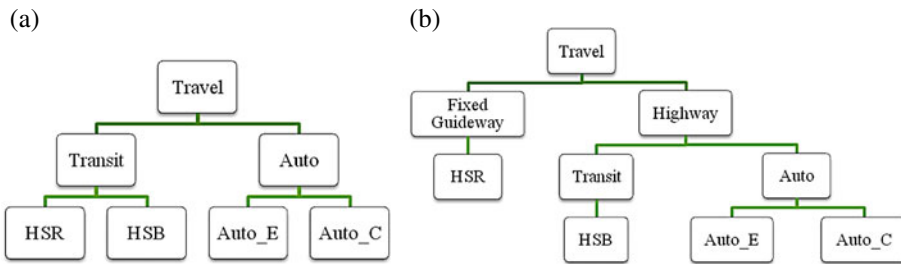 (a)
Travel
Transit
Auto
HSR
HSB
Auto_E
Auto_C
(b)
Travel
Fixed
Guideway
Highway
HSR
Transit
Auto
HSB
Auto_E
Auto_C